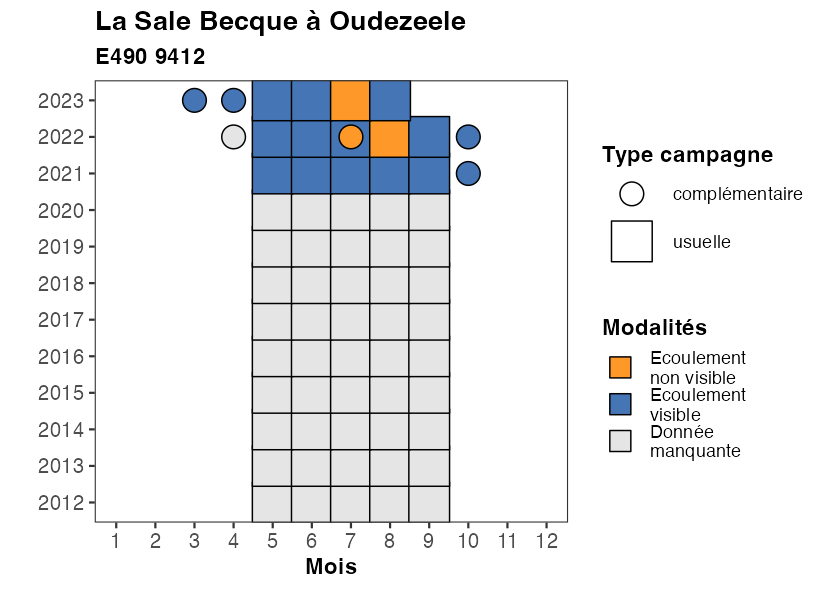 La Sale Becque à Oudezeele
E490 9412
2023
2022
2021
2020
2019
2018
2017
2016
2015
2014
2013
2012
1 2 3 4 5 6 7 8 9 10 11 12
Mois
Type campagne
complémentaire
usuelle
Modalités
Ecoulement
non visible
Ecoulement
visible
Donnée
manquante